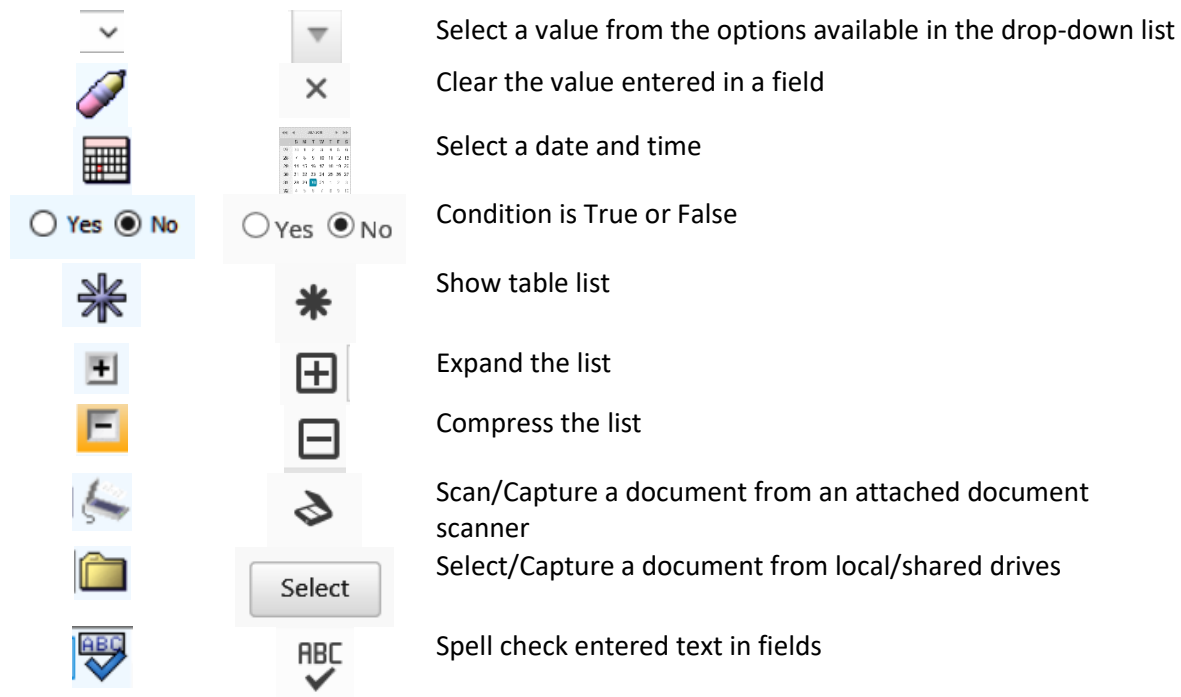 Select a value from the options available in the drop-down list
Clear the value entered in a field
Select a date and time
Yes No
Yes No
Condition is True or False
Show table list
Expand the list
Compress the list
Scan/Capture a document from an attached document
scanner
Select
Select/Capture a document from local/shared drives
ABC
ABC
Spell check entered text in fields